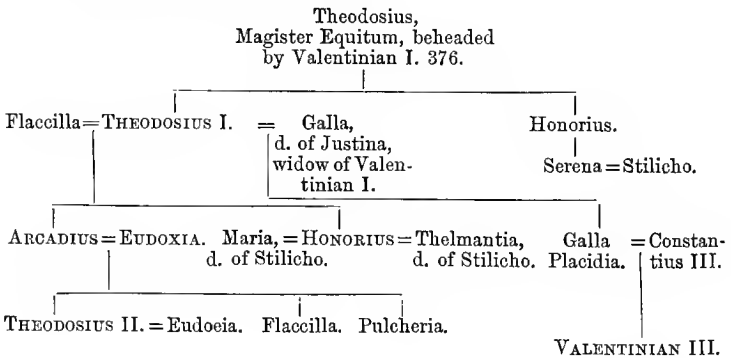 Theodosius,
Magister Equitum, beheaded
by Valentinian I. 376.
Flaccilla=THEODOSIUS I. = Galla,
d. of Justina,
widow of Valen-
tinian I.
Honorius.
Serena=Stilicho.
ARCADIUS=EUDOXIA. Maria,=HONORIUS=Thelmantia,
d. of Stilicho. d. of Stilicho.
Galla =Constan-
Placidia. tius III.
THEODOSIUS II.=Eudoeia. Flaccilla. Pulcheria.
VALENTINIAN III.